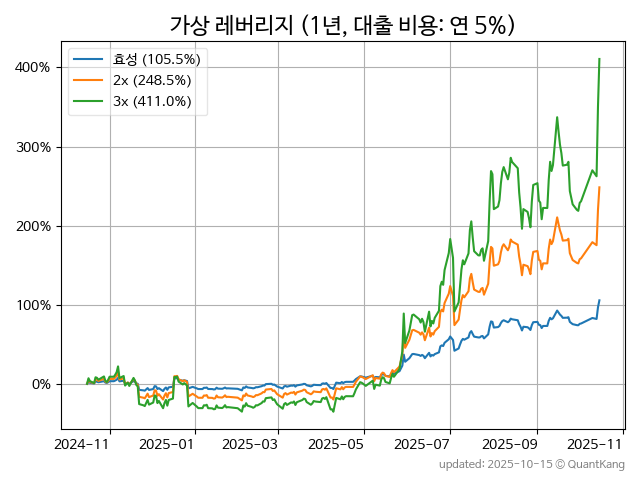 가상 레버리지 (1년, 대출 비용: 연 5%)
효성 (105.5%)
2x (248.5%)
3x (411.0%)
400%
300%
200%
100%
0%
2024-11 2025-01 2025-03 2025-05 2025-07 2025-09 2025-11
updated: 2025-10-15 © QuantKang